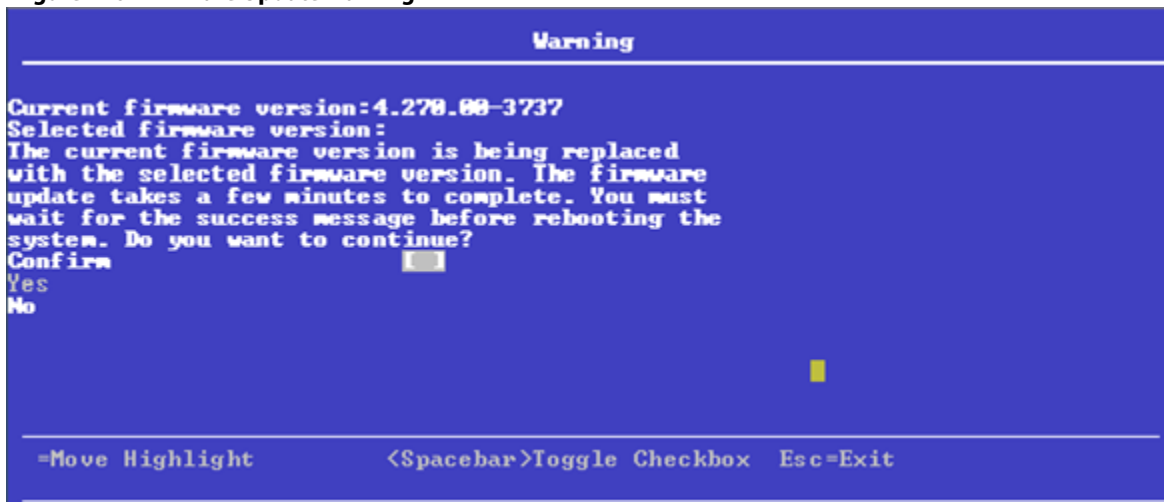 Warning
Current firmware version:4.270.00-3737
Selected firmware version:
The current firmware version is being replaced
with the selected firmware version. The firmware
update takes a few minutes to complete. You must
wait for the success message before rebooting the
system. Do you want to continue?
Confirm [ ]
Yes
No
=Move Highlight <Spacebar>Toggle Checkbox Esc=Exit